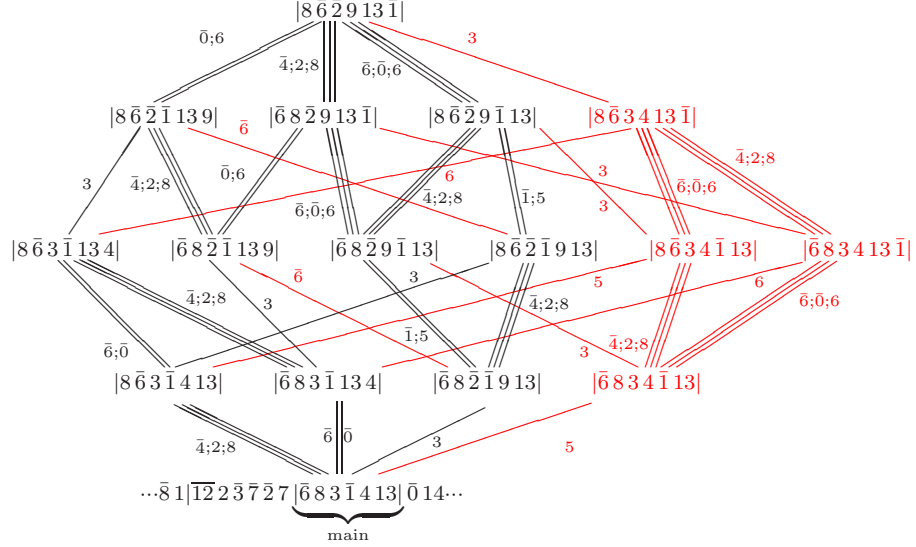 |8 6̄ 2̄ 9 13 1̄|
0̄;6 4̄;2;8 6̄;0̄;6 3
|8 6̄ 2̄ 1̄ 13 9| |6̄ 8 2̄ 9 13 1̄| |8 6̄ 2̄ 9 1̄ 13| |8 6̄ 3 4 13 1̄|
6̄
3 4̄;2;8 0̄;6 6̄;0̄;6 4̄;2;8 6 1̄;5 3 3 6̄;0̄;6 4̄;2;8
|8 6̄ 3 1̄ 13 4| |6̄ 8 2̄ 1̄ 13 9| |6̄ 8 2̄ 9 1̄ 13| |8 6̄ 2̄ 1̄ 9 13| |8 6̄ 3 4 1̄ 13| |6̄ 8 3 4 13 1̄|
6̄;0̄ 4̄;2;8 3 6̄ 1̄;5 3 4̄;2;8 3 5 4̄;2;8 6 6̄;0̄;6
|8 6̄ 3 1̄ 4 13| |6̄ 8 3 1̄ 13 4| |6̄ 8 2̄ 1̄ 9 13| |6̄ 8 3 4 1̄ 13|
4̄;2;8 6̄ 0̄ 3 5
⋯8̄ 1|1̅2̅ 2 3̄ 7̄ 2̄ 7 |6̄ 8 3 1̄ 4 13| 0̄ 14⋯
main